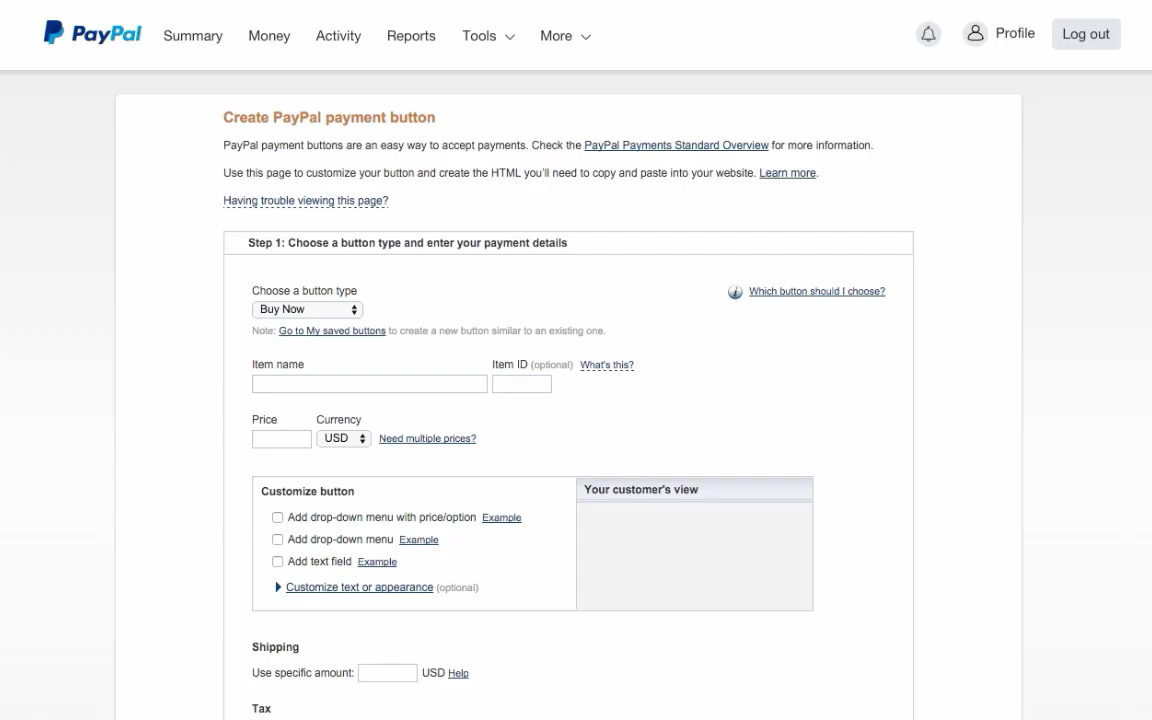 PayPal Summary Money Activity Reports Tools More Profile Log out
Create PayPal payment button
PayPal payment buttons are an easy way to accept payments. Check the PayPal Payments Standard Overview for more information.
Use this page to customize your button and create the HTML you'll need to copy and paste into your website. Learn more.
Having trouble viewing this page?
Step 1: Choose a button type and enter your payment details
Choose a button type
Which button should I choose?
Buy Now
Note: Go to My saved buttons to create a new button similar to an existing one.
Item name Item ID (optional) What's this?
Price Currency
USD Need multiple prices?
Customize button Your customer's view
Add drop-down menu with price/option Example
Add drop-down menu Example
Add text field Example
Customize text or appearance (optional)
Shipping
Use specific amount: USD Help
Tax